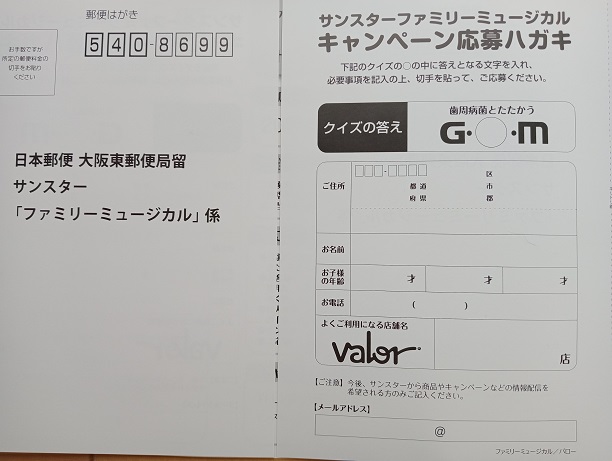 郵便はがき
540-8699
お手数ですが
所定の郵便料金の
切手をお貼り
ください
日本郵便 大阪東郵便局留
サンスター
「ファミリーミュージカル」係
サンスターファミリーミュージカル
キャンペーン応募ハガキ
下記のクイズの○の中に答えとなる文字を入れ、
必要事項を記入の上、切手を貼って、ご応募ください。
クイズの答え
歯周病菌とたたかう
G・○・m
ご住所
区
都 道 市
府 県 郡
お名前
お子様
の年齢
才 才 才
お電話 ( )
よくご利用になる店舗名
valor
店
【ご注意】今後、サンスターから商品やキャンペーンなどの情報配信を
希望される方のみご記入ください。
【メールアドレス】
@
ファミリーミュージカル/バロー